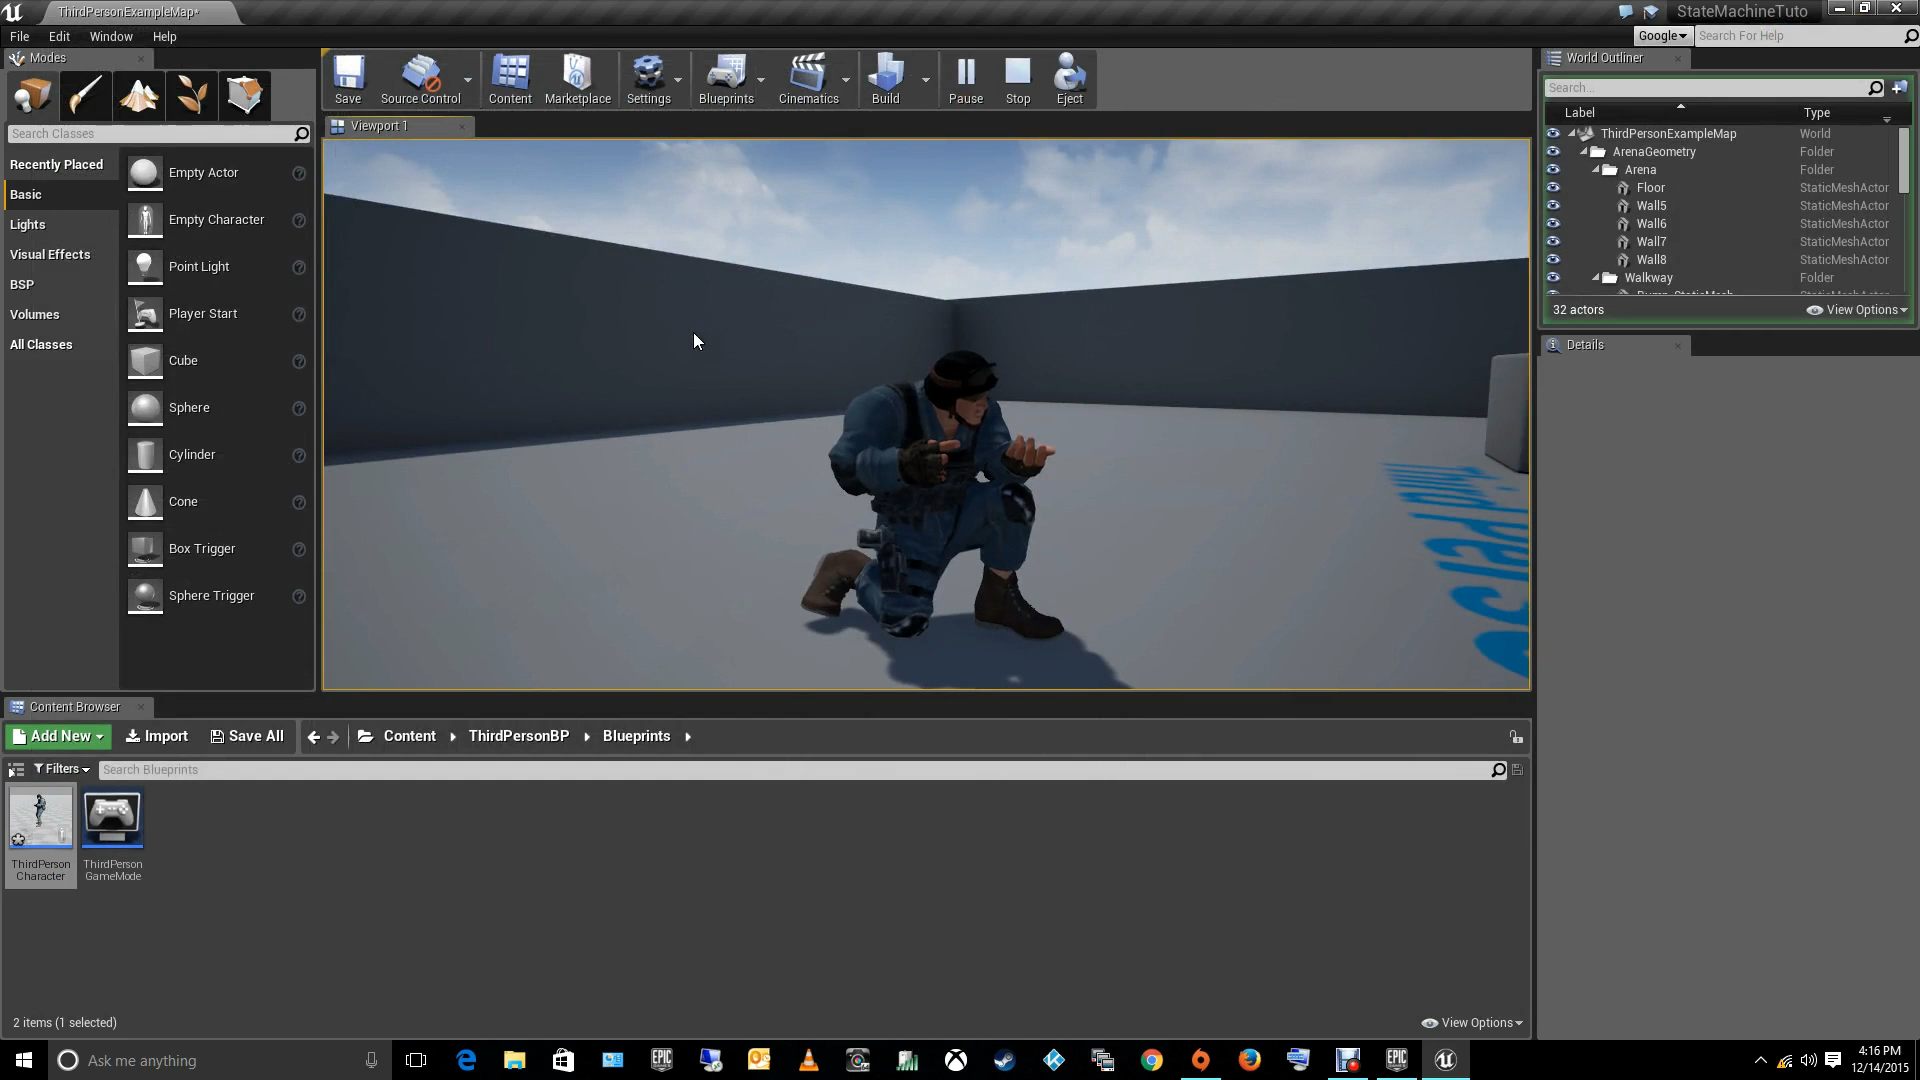 ThirdPersonExampleMap*
StateMachineTuto
File Edit Window Help
Google
Search For Help
Modes
Save
Source Control
Content
Marketplace
Settings
Blueprints
Cinematics
Build
Pause
Stop
Eject
World Outliner
Search...
Label Type
Viewport 1
Search Classes
Recently Placed
Basic
Lights
Visual Effects
BSP
Volumes
All Classes
Empty Actor
Empty Character
Point Light
Player Start
Cube
Sphere
Cylinder
Cone
Box Trigger
Sphere Trigger
ThirdPersonExampleMap World
ArenaGeometry Folder
Arena Folder
Floor StaticMeshActor
Wall5 StaticMeshActor
Wall6 StaticMeshActor
Wall7 StaticMeshActor
Wall8 StaticMeshActor
Walkway Folder
32 actors
View Options
Details
Content Browser
Add New Import Save All Content ThirdPersonBP Blueprints
Filters
Search Blueprints
ThirdPerson
Character
ThirdPerson
GameMode
2 items (1 selected)
View Options
Ask me anything
EPIC
EPIC
4:16 PM
12/14/2015